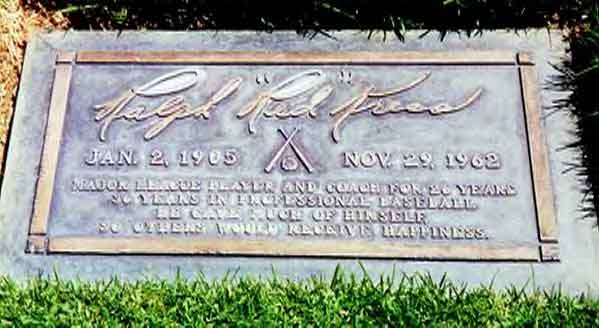 Ralph "Red" Kress
JAN. 2, 1905 NOV. 29, 1962
MAJOR LEAGUE PLAYER AND COACH FOR 26 YEARS
36 YEARS IN PROFESSIONAL BASEBALL
HE GAVE MUCH OF HIMSELF,
SO OTHERS WOULD RECEIVE HAPPINESS.